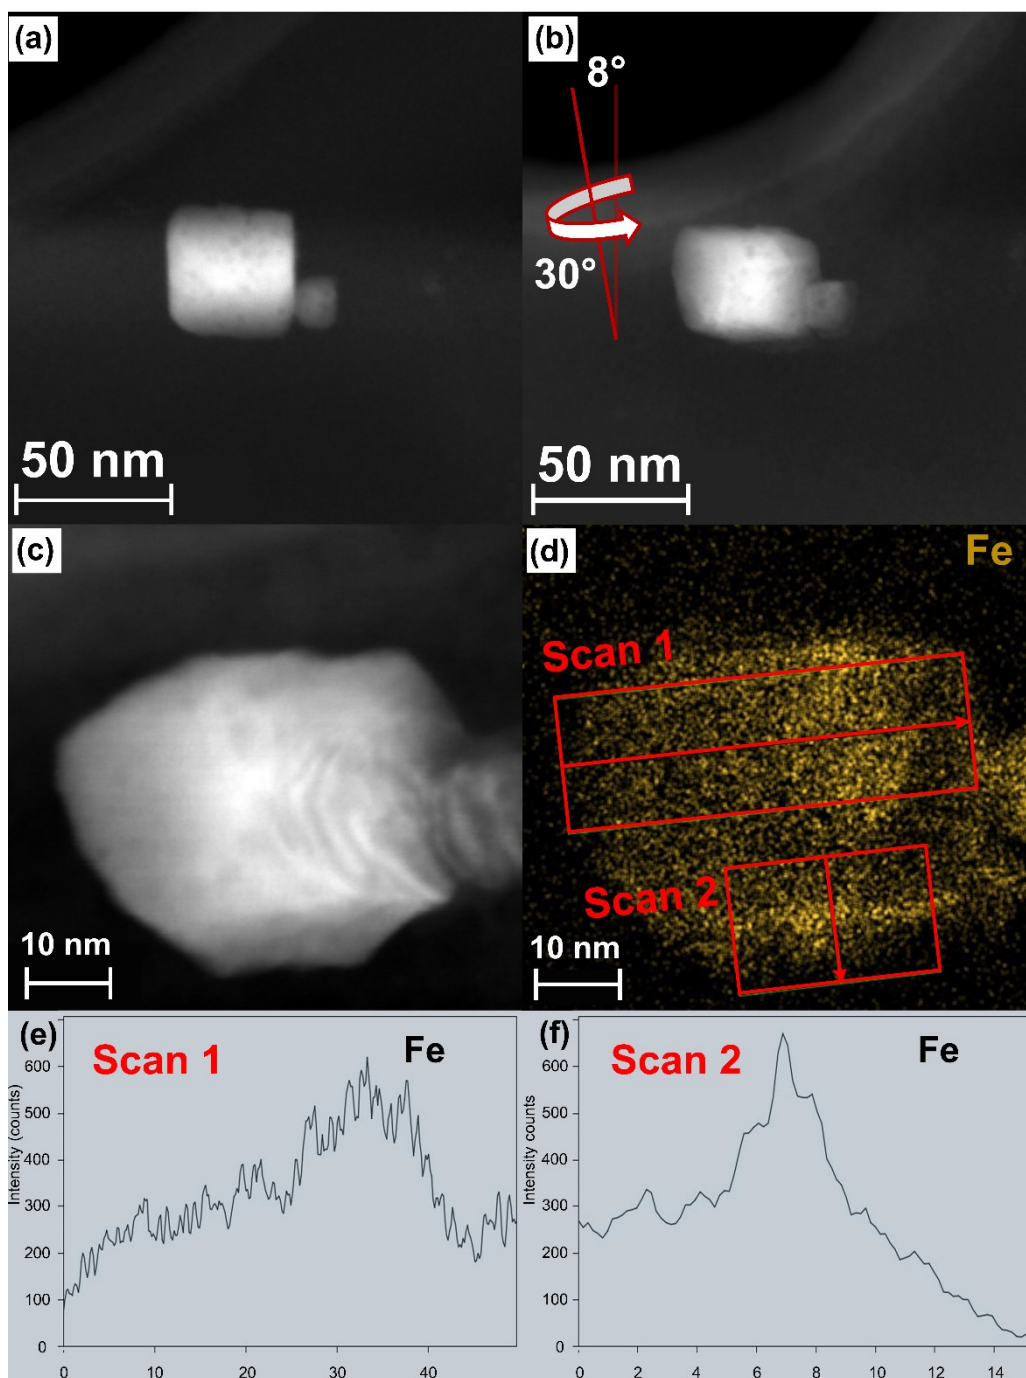 (a)
50 nm
(b)
8°
30°
50 nm
(c)
10 nm
(d)
Fe
Scan 1
Scan 2
10 nm
(e)
Scan 1
Fe
Intensity (counts)
600
500
400
300
200
100
0
0 10 20 30 40
(f)
Scan 2
Fe
Intensity counts
600
500
400
300
200
100
0
0 2 4 6 8 10 12 14